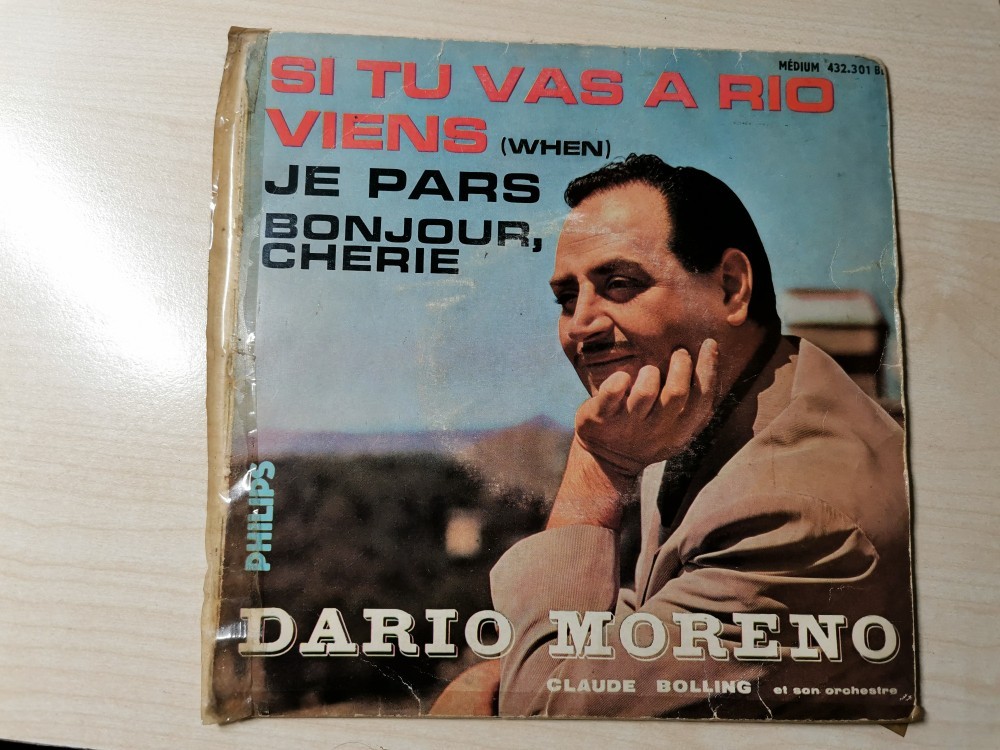 MÉDIUM 432.301 B
SI TU VAS A RIO
VIENS (WHEN)
JE PARS
BONJOUR,
CHERIE
PHILIPS
DARIO MORENO
CLAUDE BOLLING et son orchestre